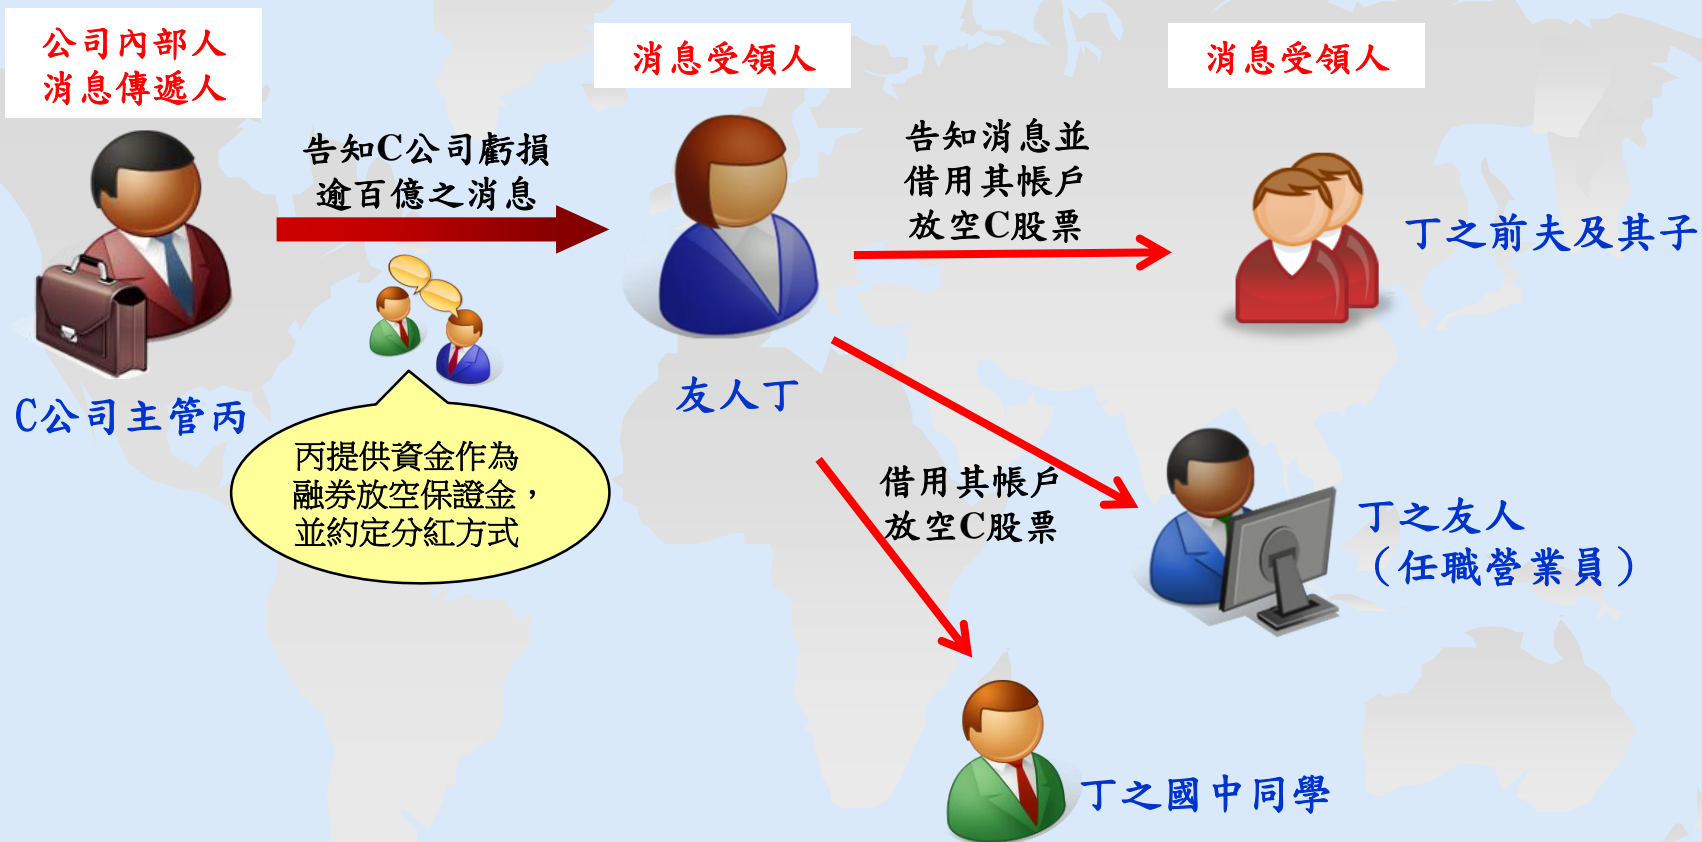 公司內部人
消息傳遞人
消息受領人
消息受領人
告知C公司虧損
逾百億之消息
告知消息並
借用其帳戶
放空C股票
丁之前夫及其子
C公司主管丙
友人丁
丙提供資金作為
融券放空保證金，
並約定分紅方式
借用其帳戶
放空C股票
丁之友人
（任職營業員）
丁之國中同學